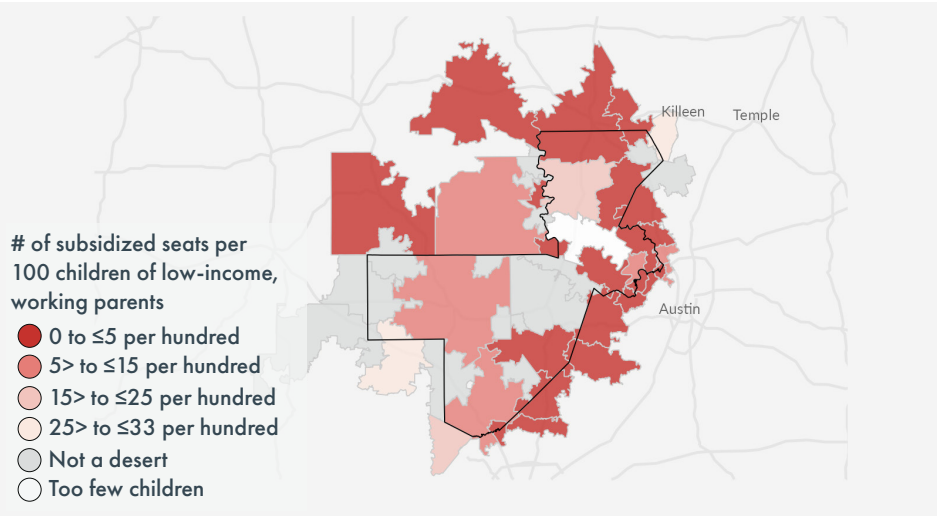 Killeen
Temple
# of subsidized seats per
100 children of low-income,
working parents
0 to ≤5 per hundred
5> to ≤15 per hundred
15> to ≤25 per hundred
25> to ≤33 per hundred
Not a desert
Too few children
Austin